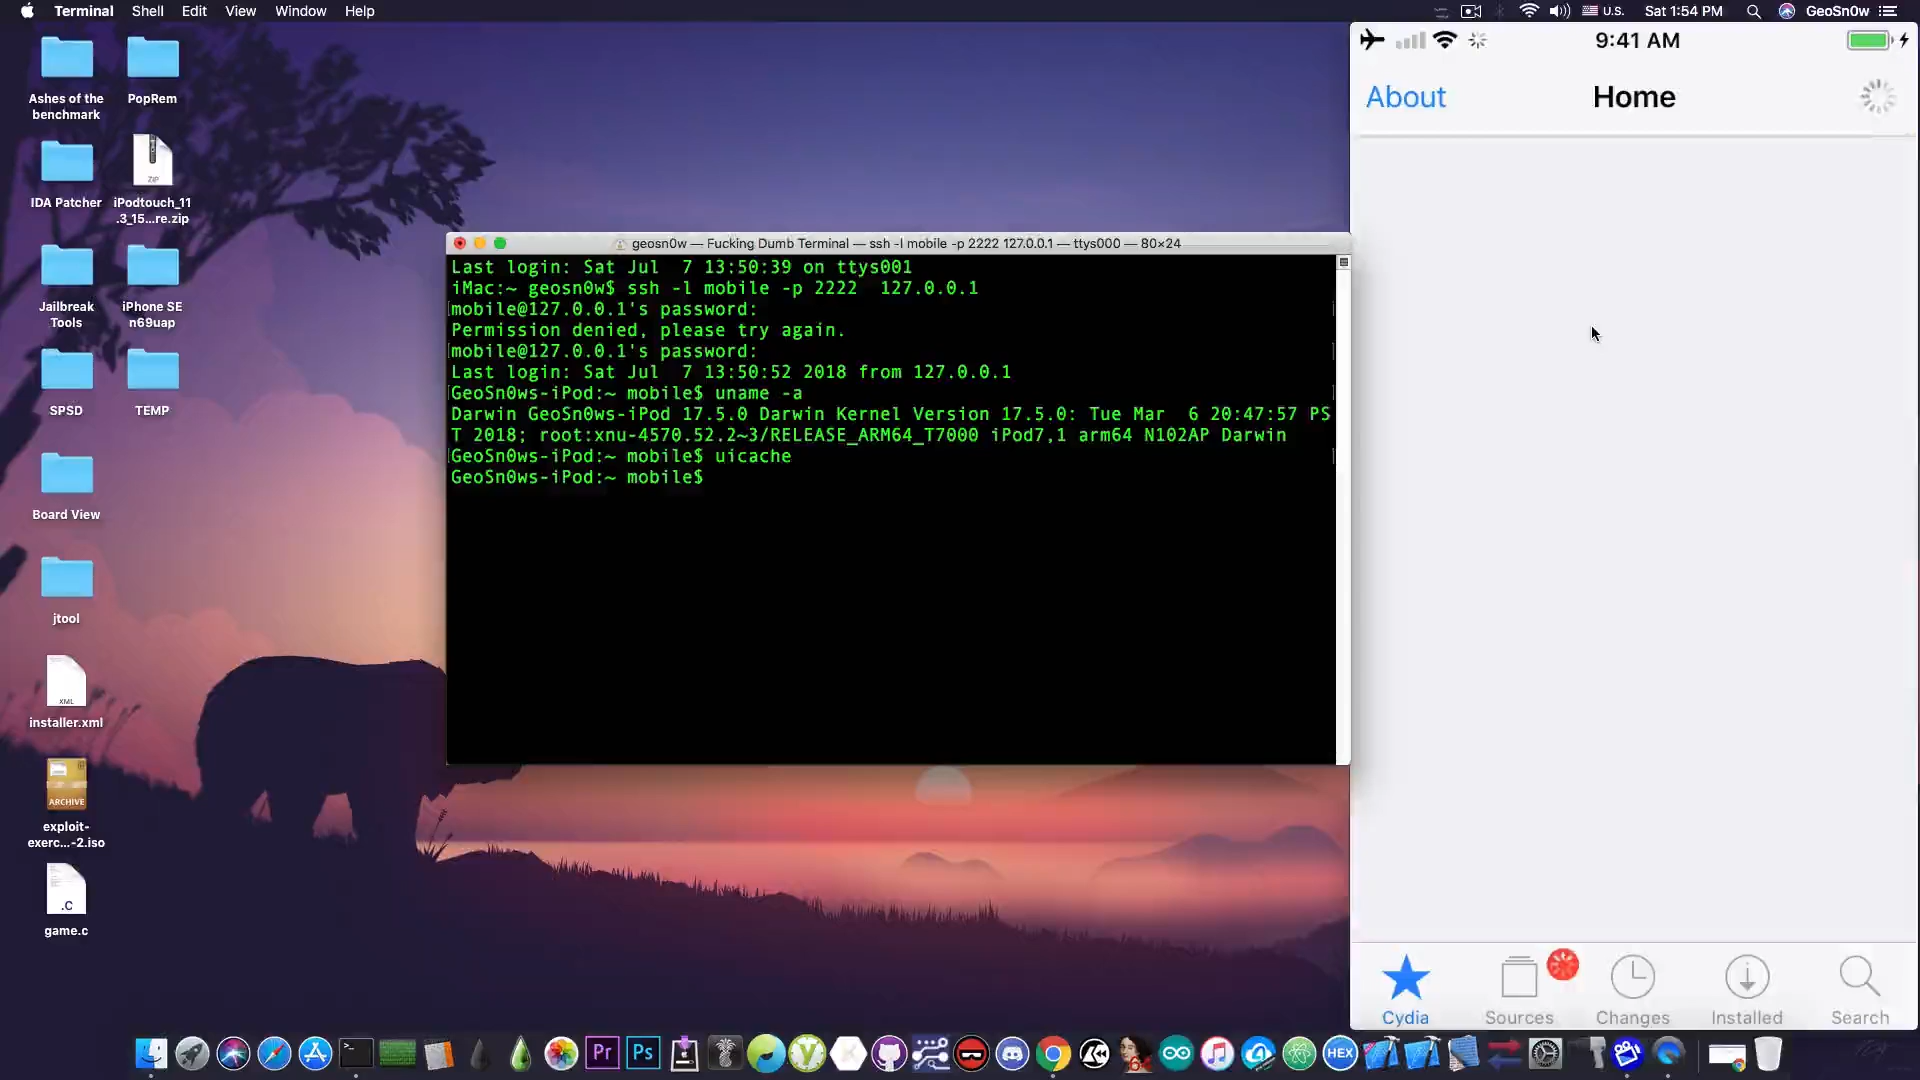 Terminal Shell Edit View Window Help
U.S. Sat 1:54 PM GeoSn0w
Ashes of the
benchmark
PopRem
IDA Patcher
ZIP
iPodtouch_11
.3_15...re.zip
Jailbreak
Tools
iPhone SE
n69uap
SPSD
TEMP
Board View
jtool
XML
installer.xml
ARCHIVE
exploit-
exerc...-2.iso
.C
game.c
geosn0w — Fucking Dumb Terminal — ssh -l mobile -p 2222 127.0.0.1 — ttys000 — 80×24
Last login: Sat Jul  7 13:50:39 on ttys001
iMac:~ geosn0w$ ssh -l mobile -p 2222  127.0.0.1
mobile@127.0.0.1's password:
Permission denied, please try again.
mobile@127.0.0.1's password:
Last login: Sat Jul  7 13:50:52 2018 from 127.0.0.1
GeoSn0ws-iPod:~ mobile$ uname -a
Darwin GeoSn0ws-iPod 17.5.0 Darwin Kernel Version 17.5.0: Tue Mar  6 20:47:57 PS
T 2018; root:xnu-4570.52.2~3/RELEASE_ARM64_T7000 iPod7,1 arm64 N102AP Darwin
GeoSn0ws-iPod:~ mobile$ uicache
GeoSn0ws-iPod:~ mobile$
9:41 AM
About Home
Cydia Sources Changes Installed Search
Pr Ps HEX